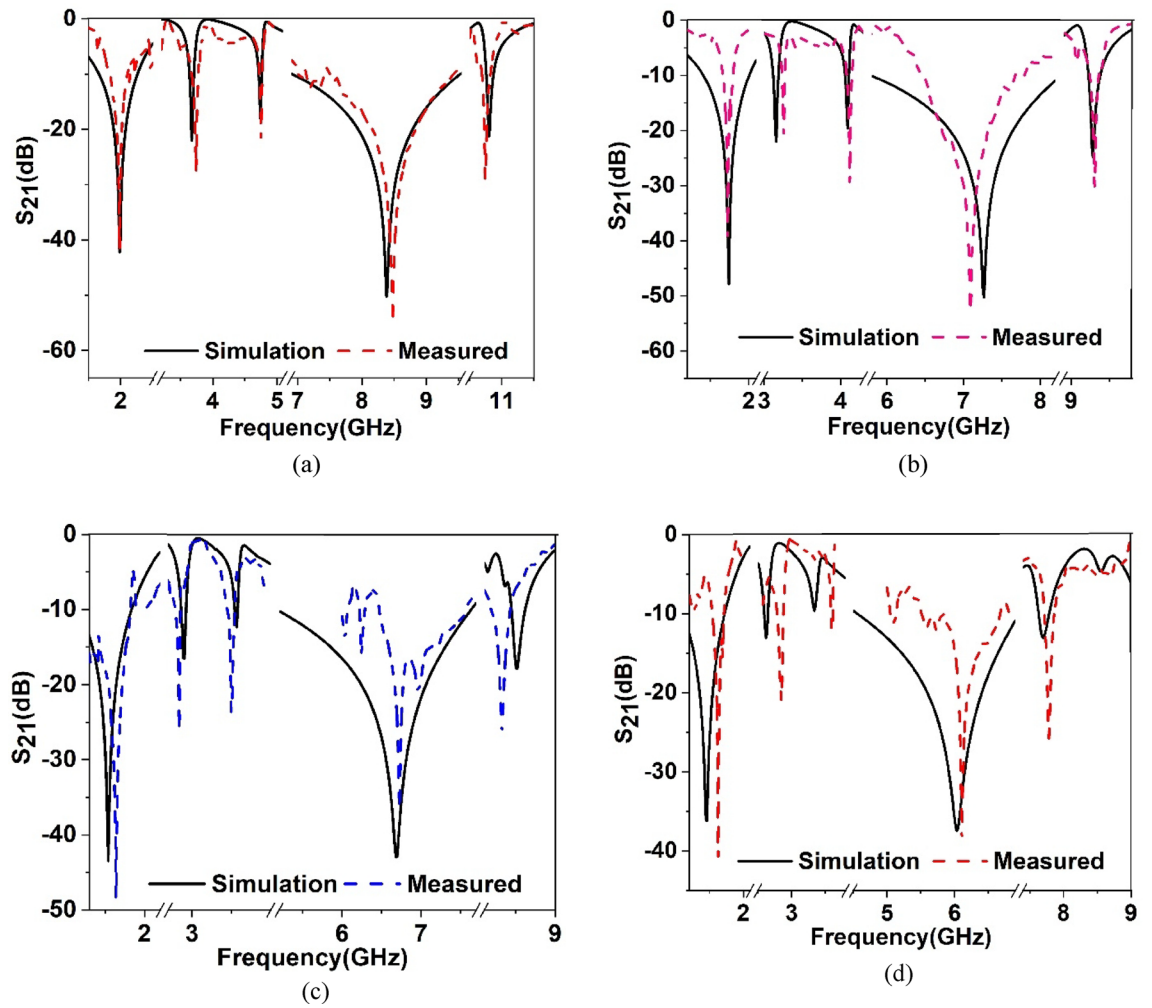 0
-20
-40
-60
S21(dB)
Simulation Measured
2 4 5 7 8 9 11
Frequency(GHz)
(a)
0
-10
-20
-30
-40
-50
-60
S21(dB)
Simulation Measured
2 3 4 6 7 8 9
Frequency(GHz)
(b)
0
-10
-20
-30
-40
-50
S21(dB)
Simulation Measured
2 3 6 7 9
Frequency(GHz)
(c)
0
-10
-20
-30
-40
S21(dB)
Simulation Measured
2 3 5 6 8 9
Frequency(GHz)
(d)